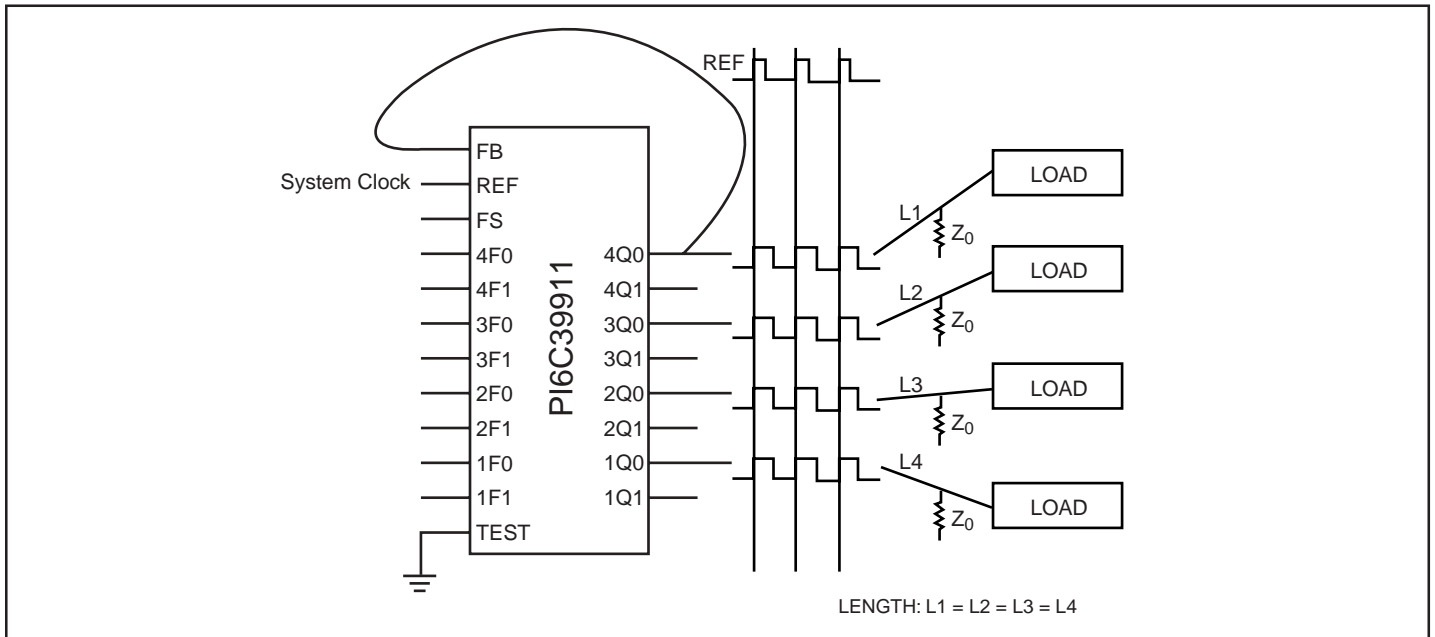 REF
FB
System Clock
REF
FS
4F0
4F1
3F0
3F1
2F0
2F1
1F0
1F1
TEST
PI6C39911
4Q0
4Q1
3Q0
3Q1
2Q0
2Q1
1Q0
1Q1
L1
Z0
LOAD
L2
Z0
LOAD
L3
Z0
LOAD
L4
Z0
LOAD
LENGTH: L1 = L2 = L3 = L4